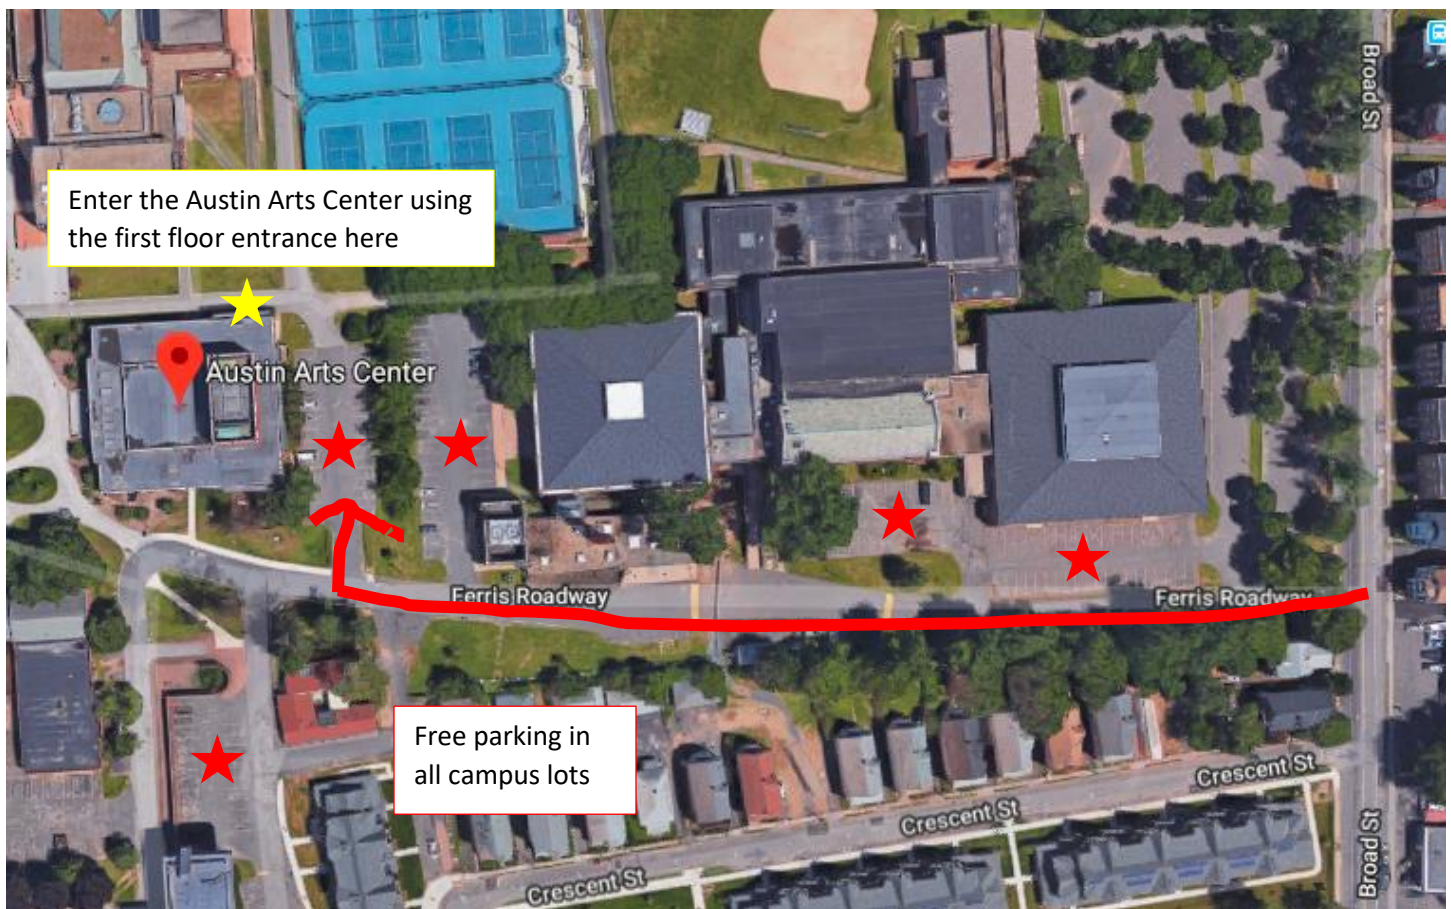 Broad St
Enter the Austin Arts Center using
the first floor entrance here
Austin Arts Center
Ferris Roadway
Ferris Roadway
Free parking in
all campus lots
Crescent St
Crescent St
Crescent St
Broad St